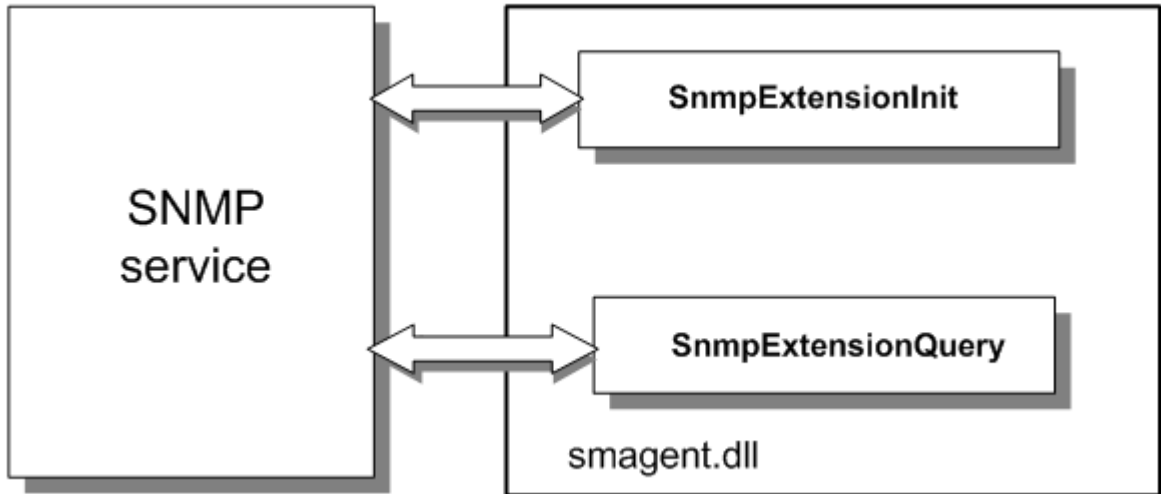 SNMP
service
SnmpExtensionInit
SnmpExtensionQuery
smagent.dll